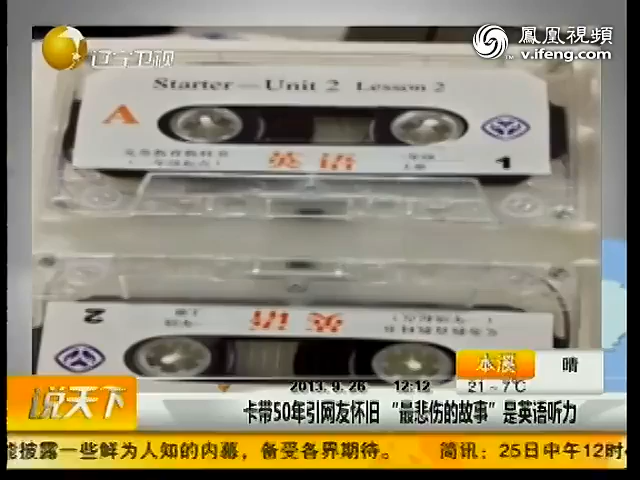 辽宁卫视
鳳凰視頻
v.ifeng.com
Starter—Unit 2 Lesson 2
A
英语
1
2
英语
本溪
晴
2013.9.26 12:12
21~7℃
说天下
卡带50年引网友怀旧 “最悲伤的故事”是英语听力
能披露一些鲜为人知的内幕,备受各界期待。 简讯:25日中午12时